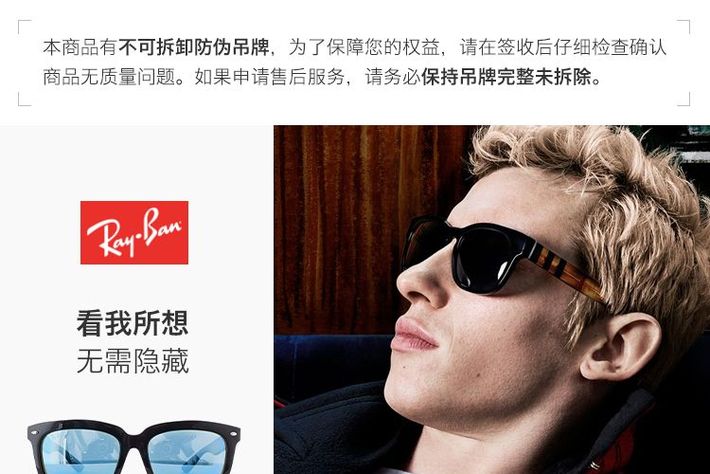 本商品有不可拆卸防伪吊牌，为了保障您的权益，请在签收后仔细检查确认
商品无质量问题。如果申请售后服务，请务必保持吊牌完整未拆除。
Ray-Ban
看我所想
无需隐藏